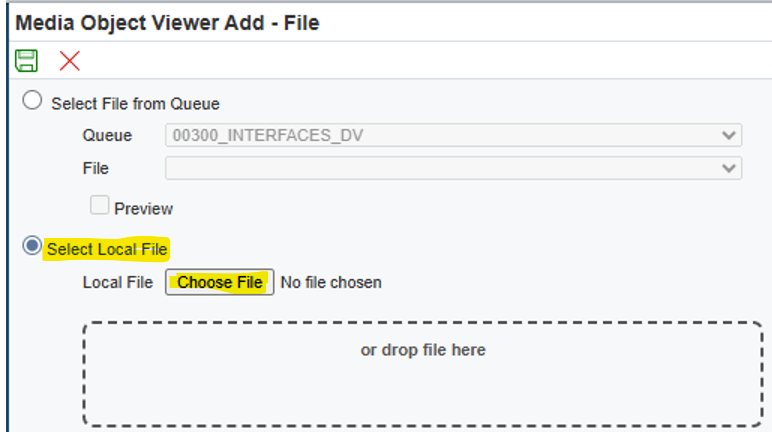 Media Object Viewer Add - File
Select File from Queue
Queue 00300_INTERFACES_DV
File
Preview
Select Local File
Local File Choose File No file chosen
or drop file here